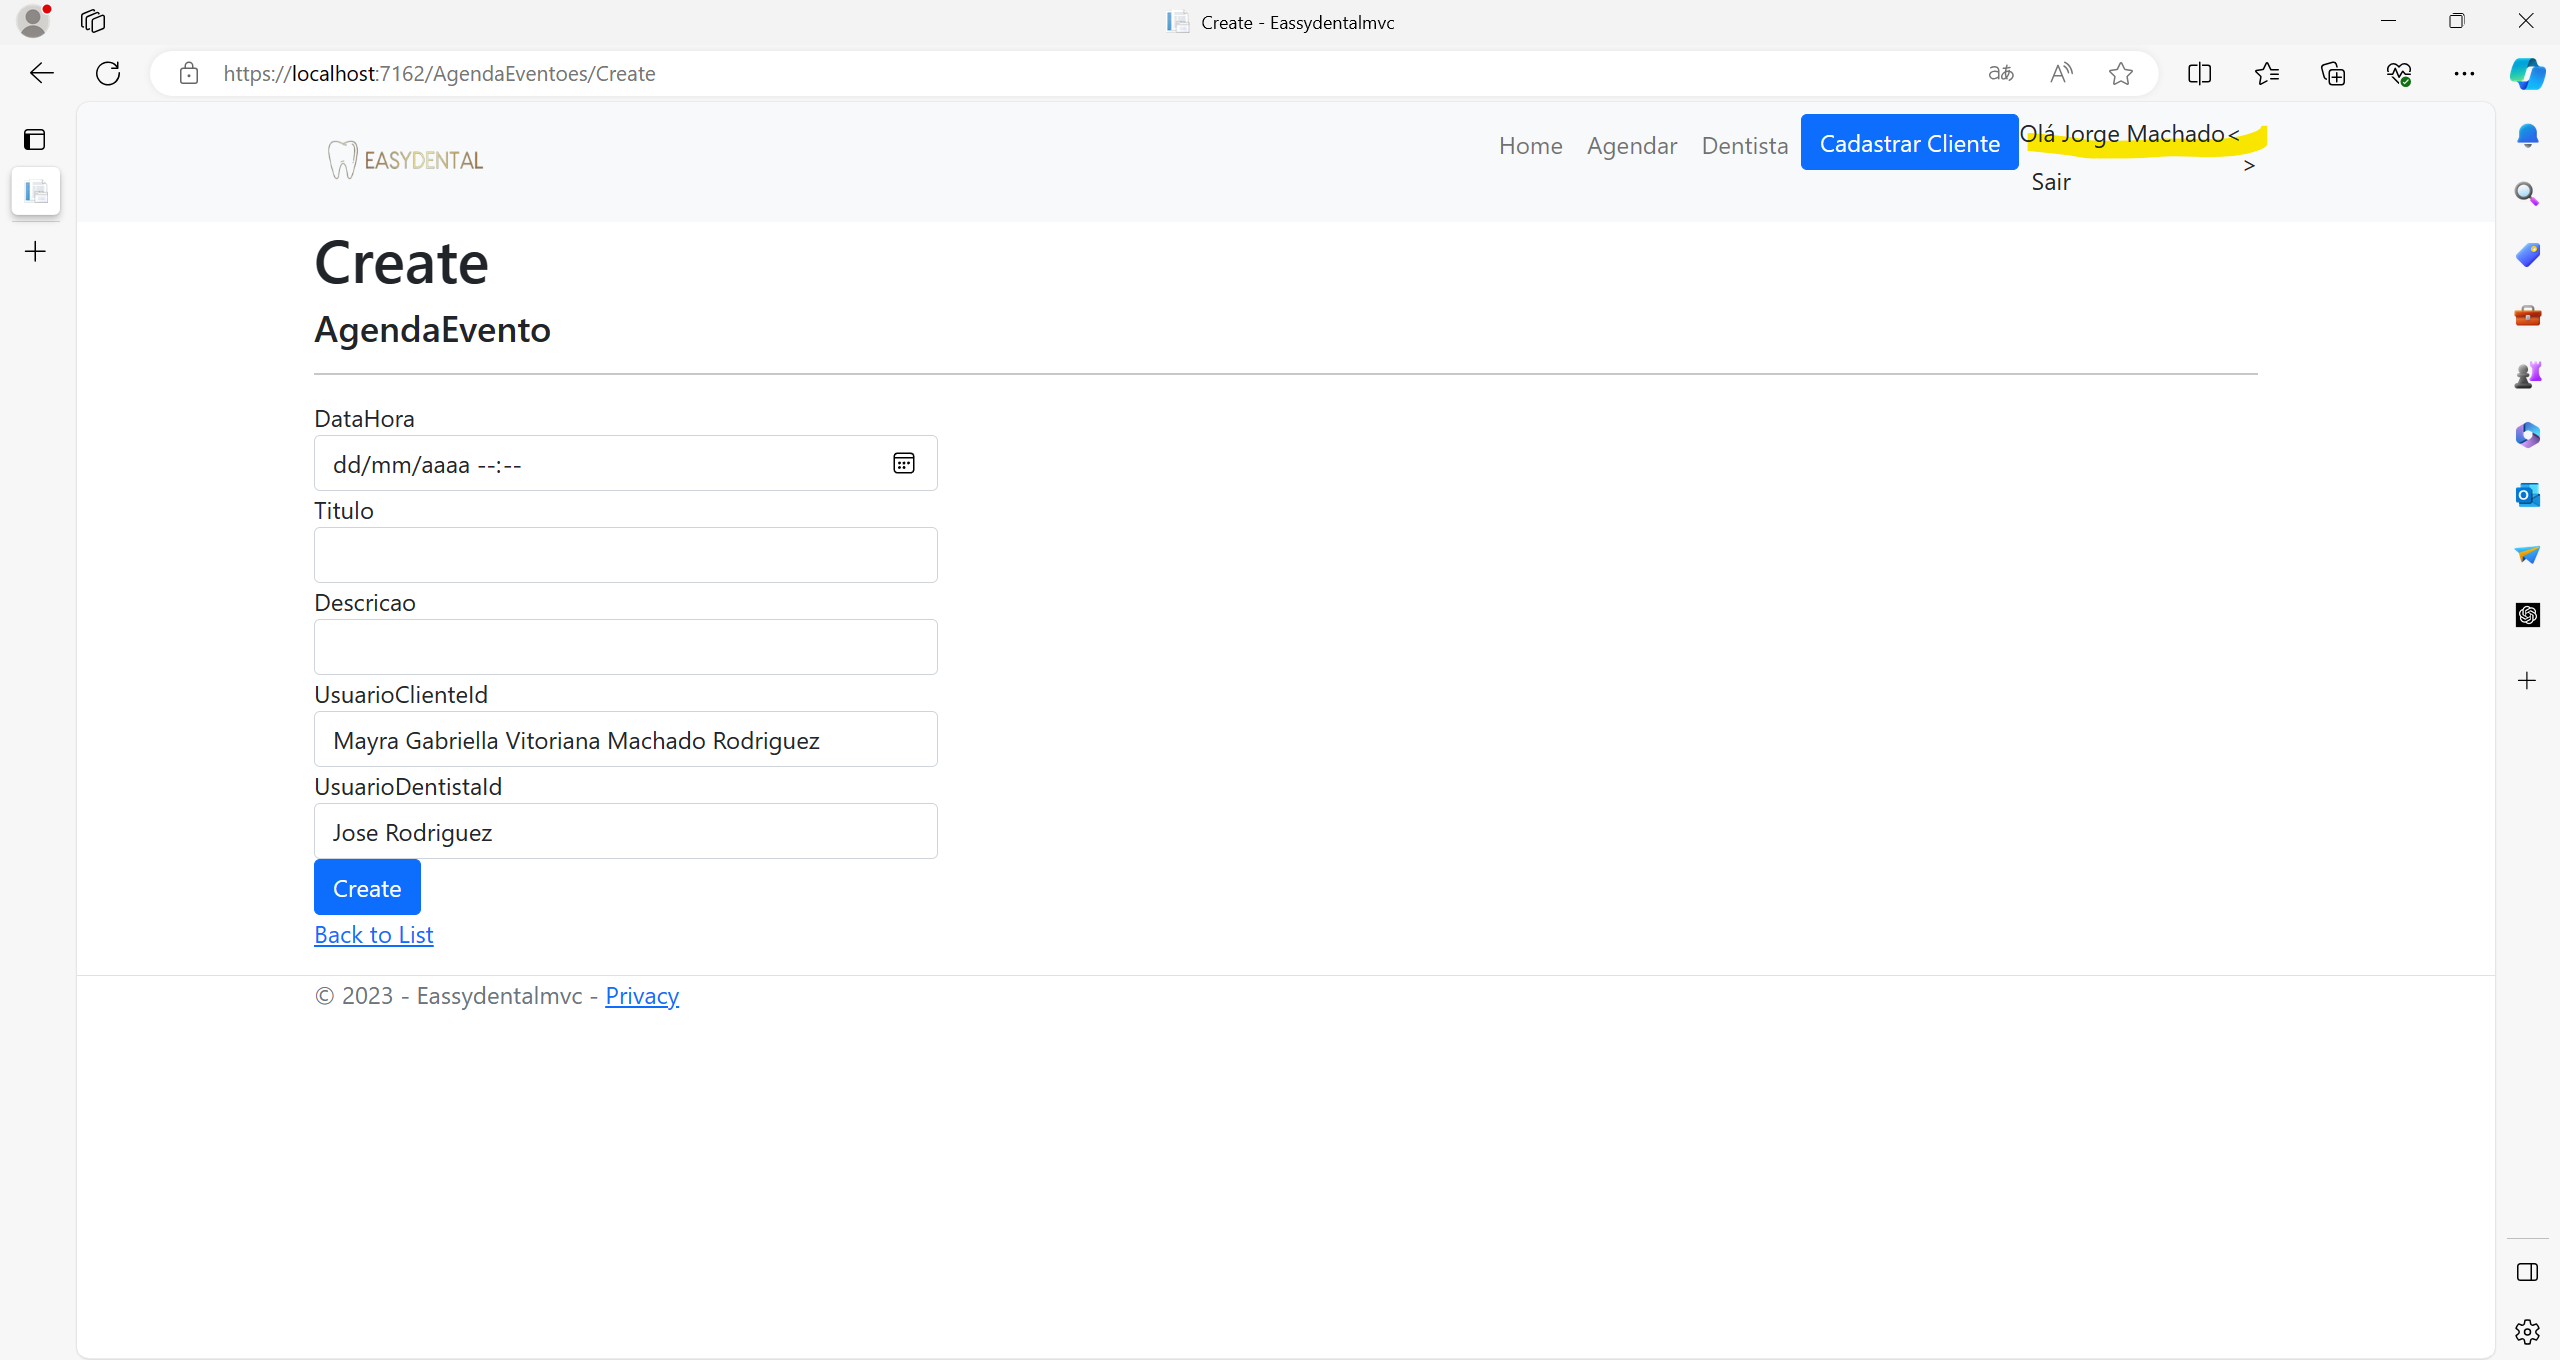 Create - Eassydentalmvc
https://localhost:7162/AgendaEventoes/Create
EASYDENTAL
Home Agendar Dentista Cadastrar Cliente Olá Jorge Machado<
>
Sair
Create
AgendaEvento
DataHora
dd/mm/aaaa --:--
Titulo
Descricao
UsuarioClienteId
Mayra Gabriella Vitoriana Machado Rodriguez
UsuarioDentistaId
Jose Rodriguez
Create
Back to List
© 2023 - Eassydentalmvc - Privacy